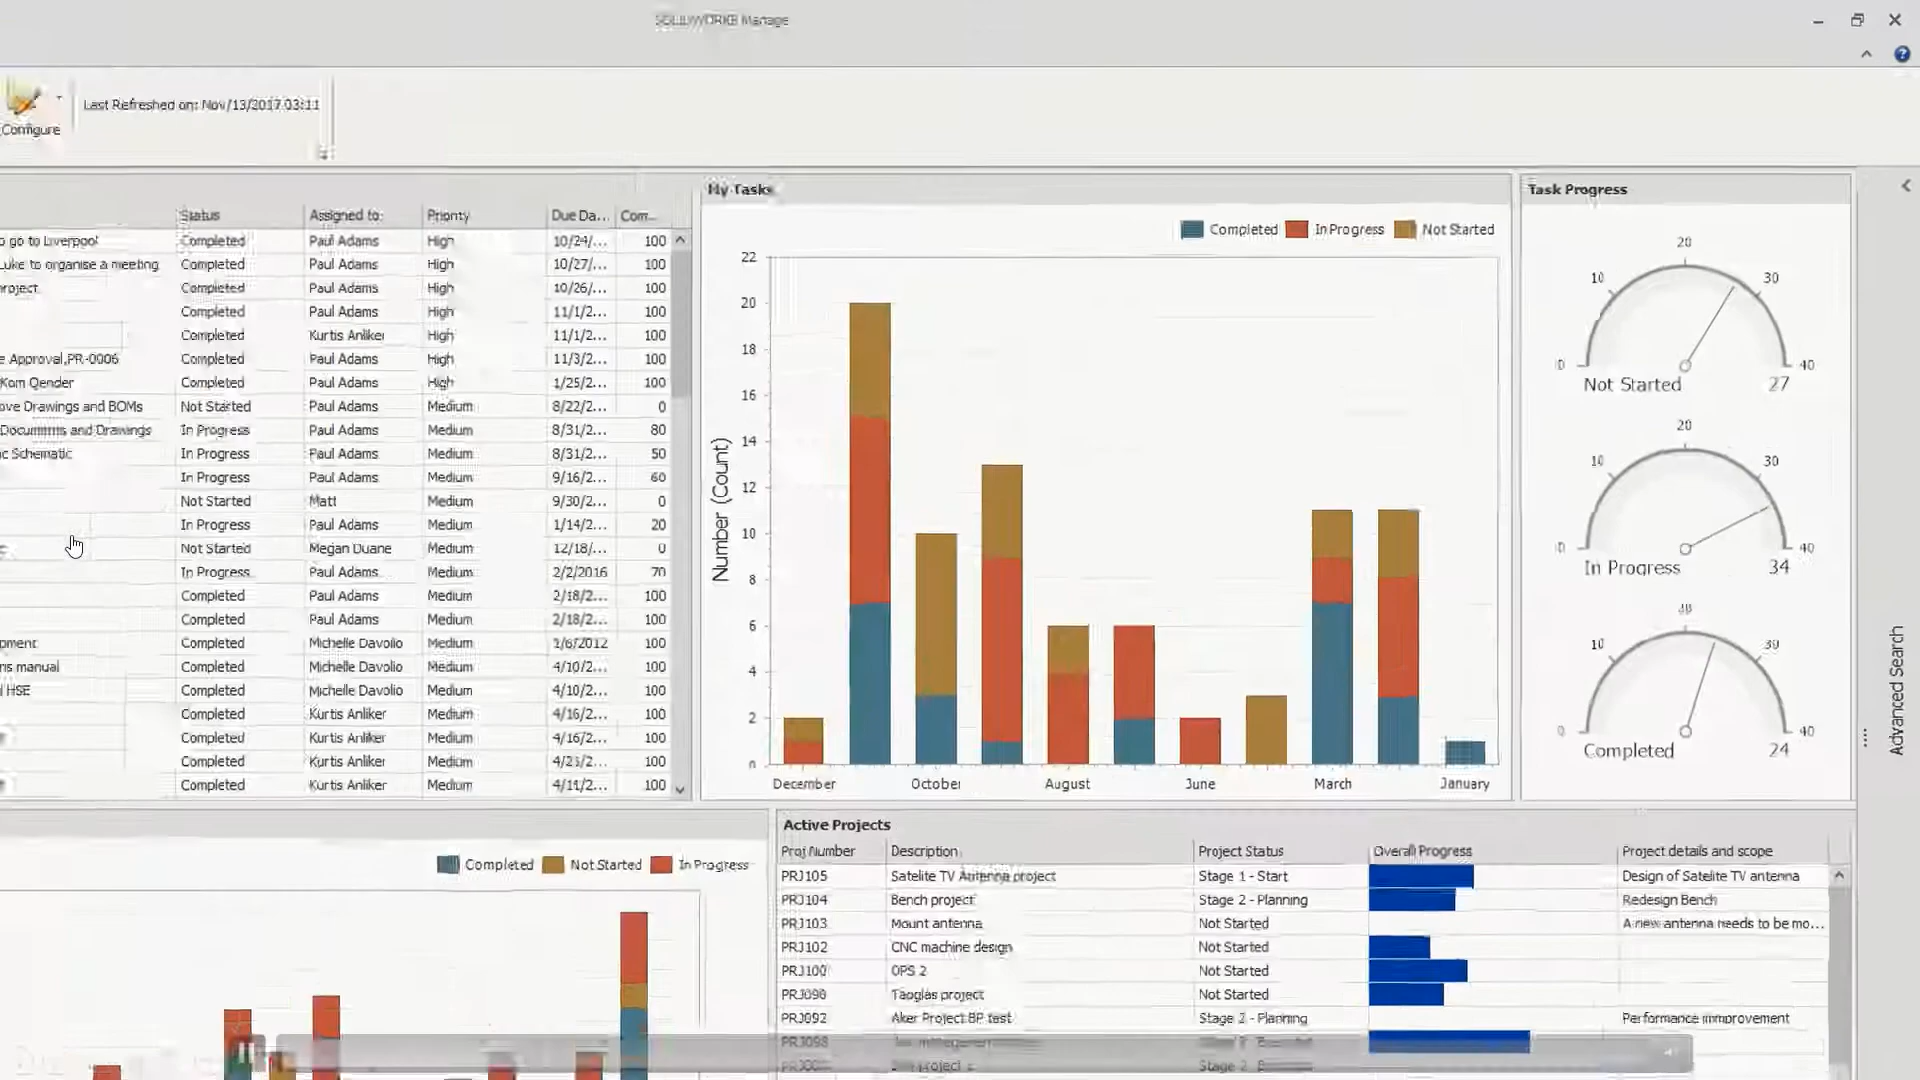 SOLIDWORKS Manage
Configure
Last Refreshed on: Nov/13/2017 03:11
Status Assigned to: Priority Due Da... Com...
o go to Liverpool Completed Paul Adams High 10/24/... 100
Luke to organise a meeting Completed Paul Adams High 10/27/... 100
roject Completed Paul Adams High 10/26/... 100
Completed Paul Adams High 11/1/2... 100
Completed Kurtis Anliker High 11/1/2... 100
e Approval,PR-0006 Completed Paul Adams High 11/3/2... 100
Kom Qender Completed Paul Adams High 1/25/2... 100
ove Drawings and BOMs Not Started Paul Adams Medium 8/22/2... 0
Documents and Drawings In Progress Paul Adams Medium 8/31/2... 80
c Schematic In Progress Paul Adams Medium 8/31/2... 50
In Progress Paul Adams Medium 9/16/2... 60
Not Started Matt Medium 9/30/2... 0
In Progress Paul Adams Medium 1/14/2... 20
Not Started Megan Duane Medium 12/18/... 0
In Progress Paul Adams Medium 2/2/2016 70
Completed Paul Adams Medium 2/18/2... 100
Completed Paul Adams Medium 2/18/2... 100
pment Completed Michelle Davolio Medium 1/6/2012 100
ns manual Completed Michelle Davolio Medium 4/10/2... 100
l HSE Completed Michelle Davolio Medium 4/10/2... 100
Completed Kurtis Anliker Medium 4/16/2... 100
Completed Kurtis Anliker Medium 4/16/2... 100
Completed Kurtis Anliker Medium 4/23/2... 100
Completed Kurtis Anliker Medium 4/11/2... 100
My Tasks
Completed In Progress Not Started
Number (Count)
22
20
18
16
14
12
10
8
6
4
2
0
December October August June March January
Task Progress
0 10 20 30 40
Not Started 27
0 10 20 30 40
In Progress 34
0 10 30 40
Completed 24
Advanced Search
Completed Not Started In Progress
Active Projects
Proj Number Description Project Status Overall Progress Project details and scope
PRJ105 Satelite TV Antenna project Stage 1 - Start Design of Satelite TV antenna
PRJ104 Bench project Stage 2 - Planning Redesign Bench
PRJ103 Mount antenna Not Started A new antenna needs to be mo...
PRJ102 CNC machine design Not Started
PRJ100 OPS 2 Not Started
PRJ098 Taoglas project Not Started
PRJ092 Aker Project BP test Stage 2 - Planning Performance improvement